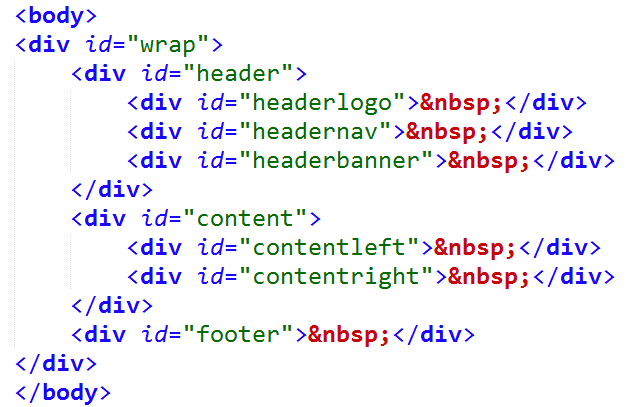 <body>
<div id="wrap">
    <div id="header">
        <div id="headerlogo">&nbsp;</div>
        <div id="headernav">&nbsp;</div>
        <div id="headerbanner">&nbsp;</div>
    </div>
    <div id="content">
        <div id="contentleft">&nbsp;</div>
        <div id="contentright">&nbsp;</div>
    </div>
    <div id="footer">&nbsp;</div>
</div>
</body>